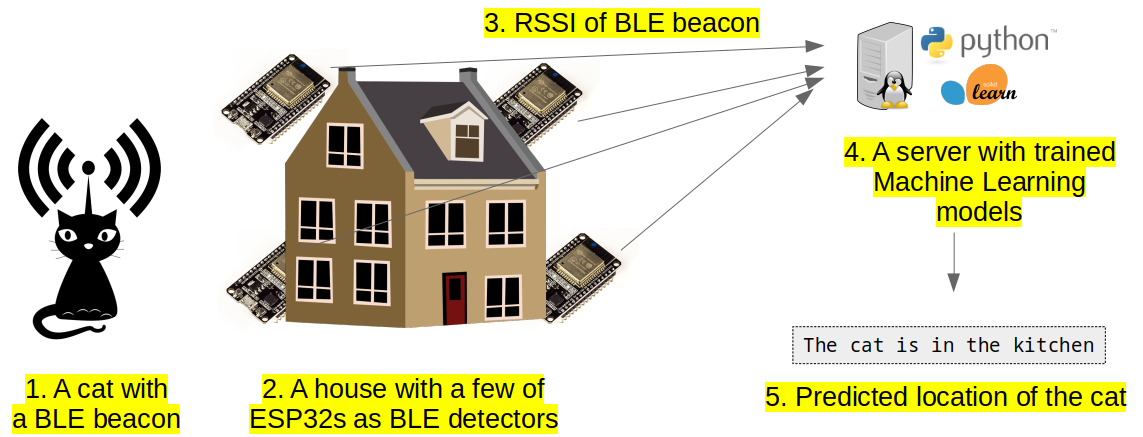 3. RSSI of BLE beacon
python™
scikit
learn
4. A server with trained
Machine Learning
models
The cat is in the kitchen
1. A cat with
a BLE beacon
2. A house with a few of
ESP32s as BLE detectors
5. Predicted location of the cat